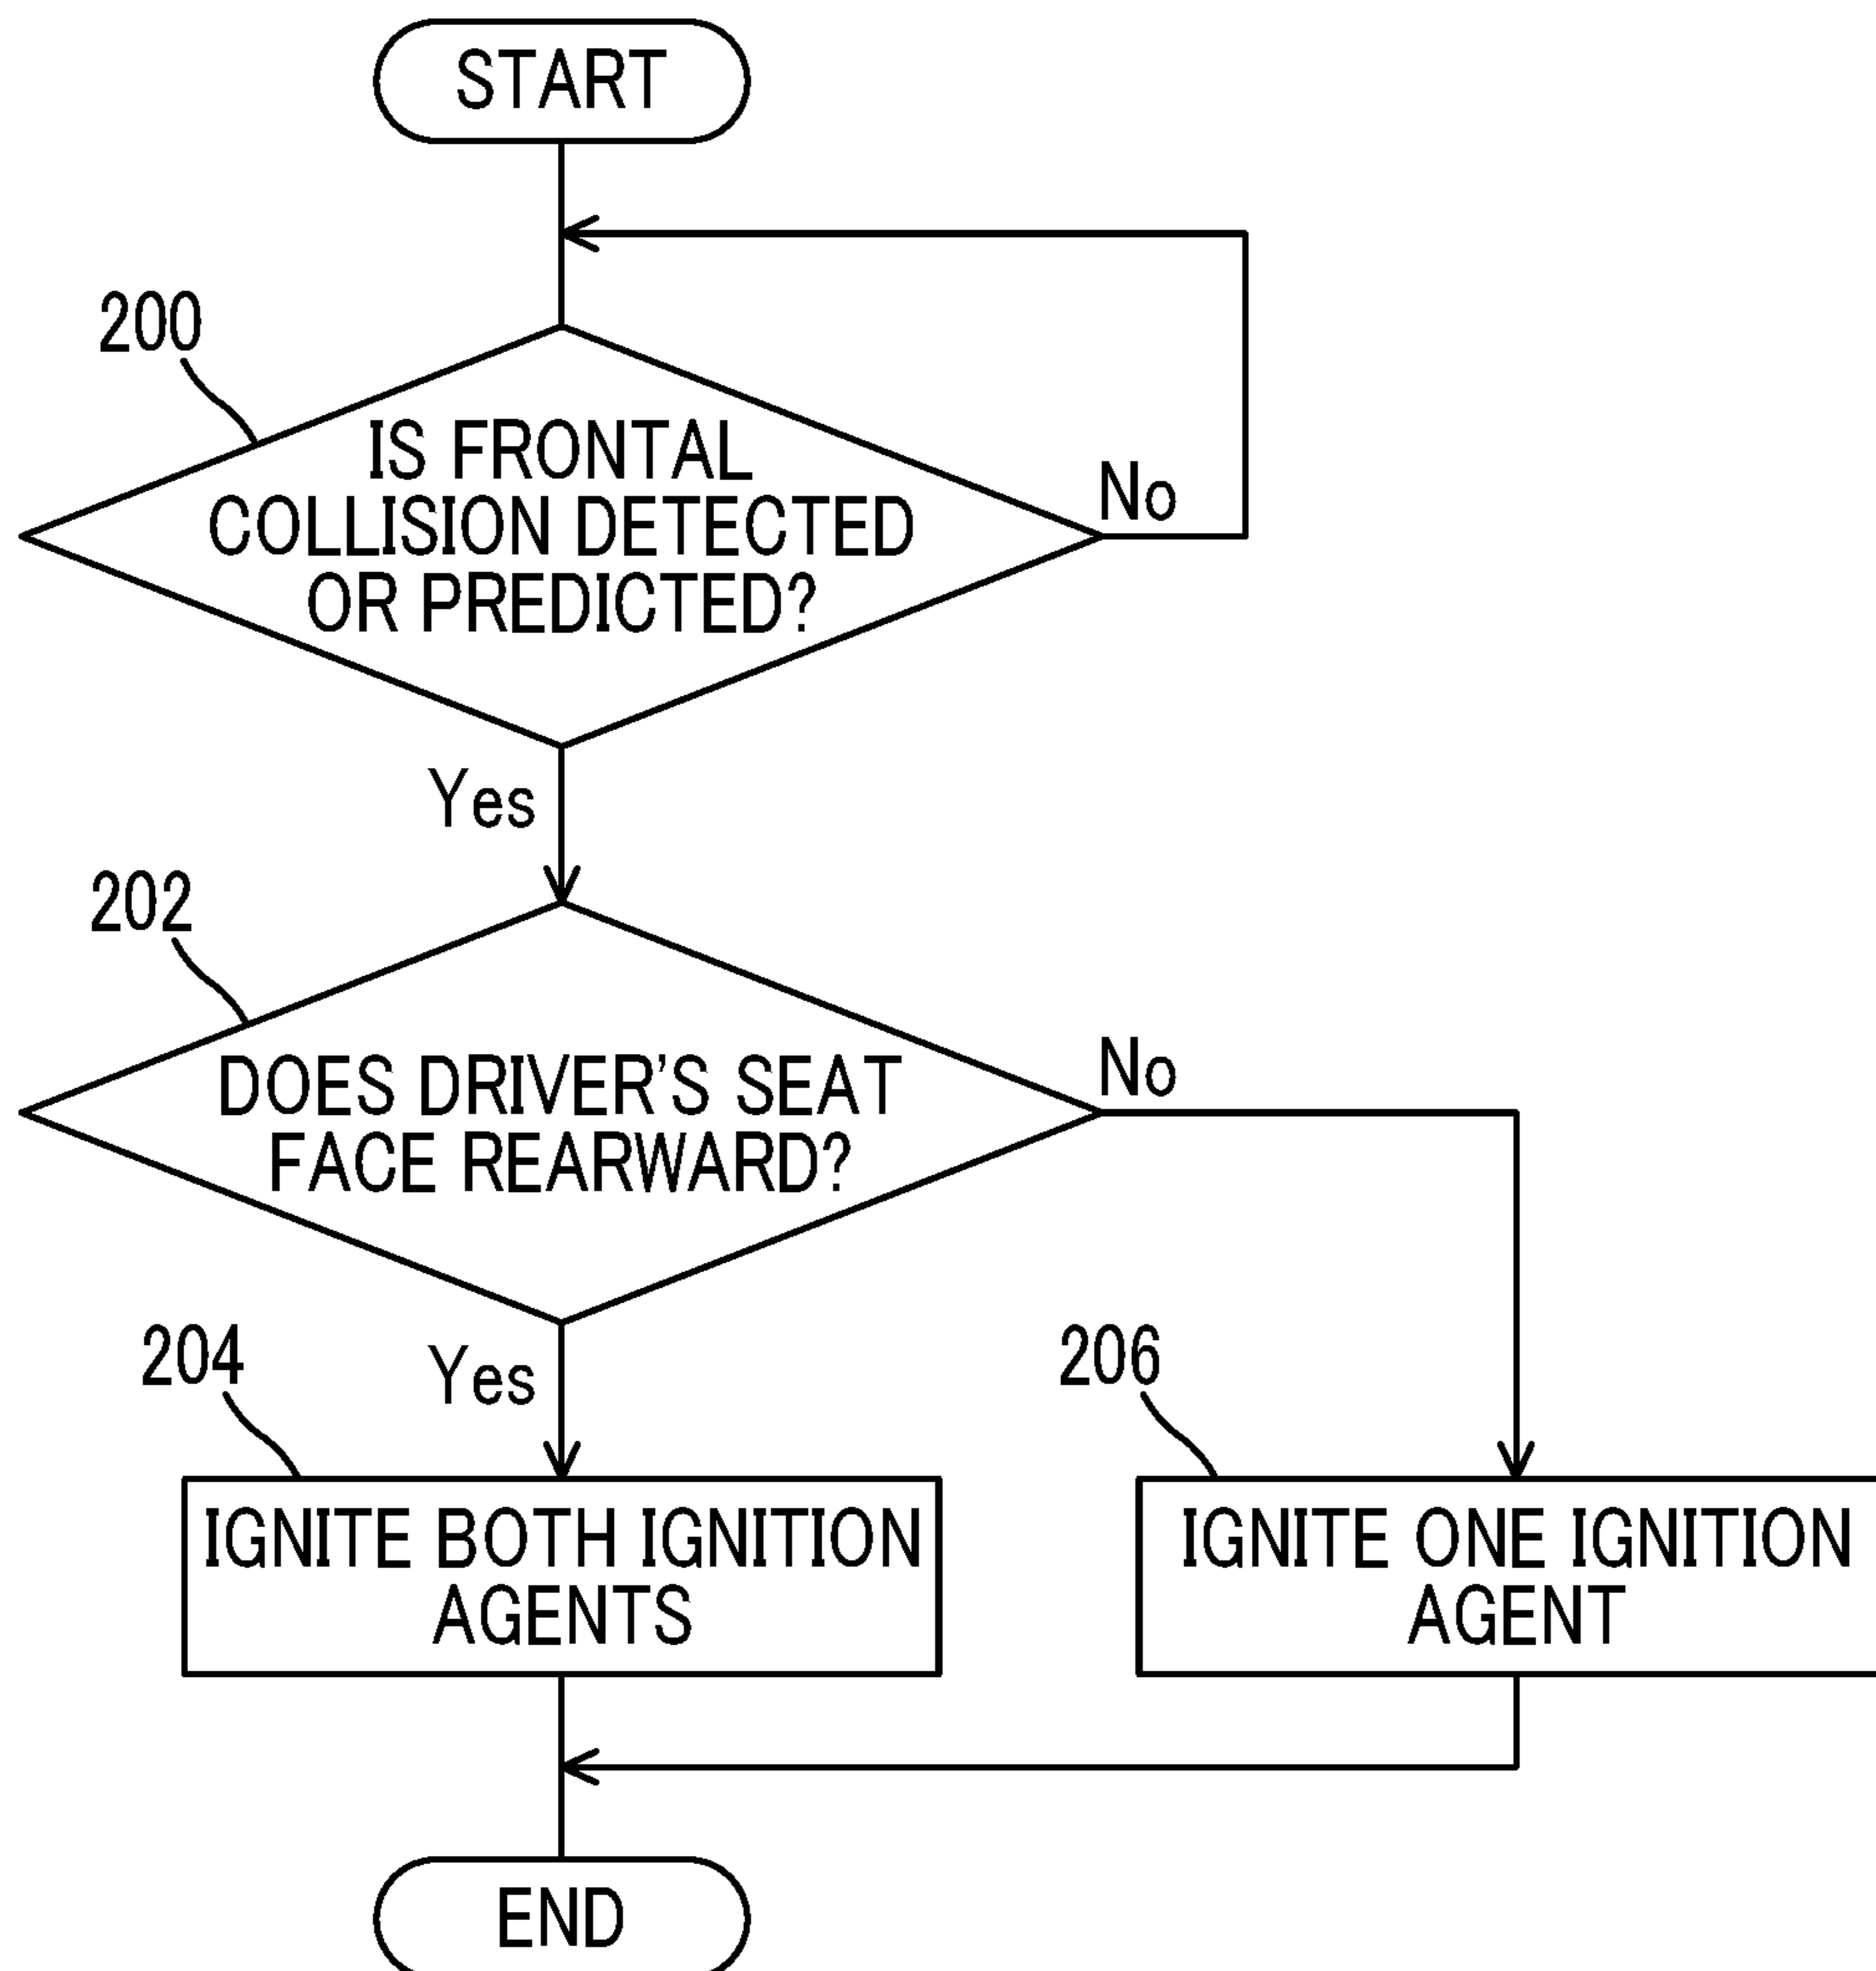 START
200
IS FRONTAL
COLLISION DETECTED
OR PREDICTED?
No
Yes
202
DOES DRIVER'S SEAT
FACE REARWARD?
No
Yes
204
IGNITE BOTH IGNITION
AGENTS
206
IGNITE ONE IGNITION
AGENT
END